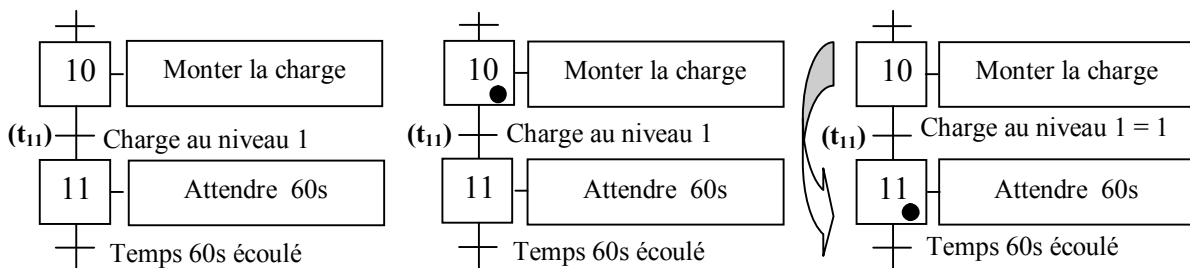 10 Monter la charge
(t11) Charge au niveau 1
11 Attendre 60s
Temps 60s écoulé
10 Monter la charge
(t11) Charge au niveau 1
11 Attendre 60s
Temps 60s écoulé
10 Monter la charge
(t11) Charge au niveau 1 = 1
11 Attendre 60s
Temps 60s écoulé